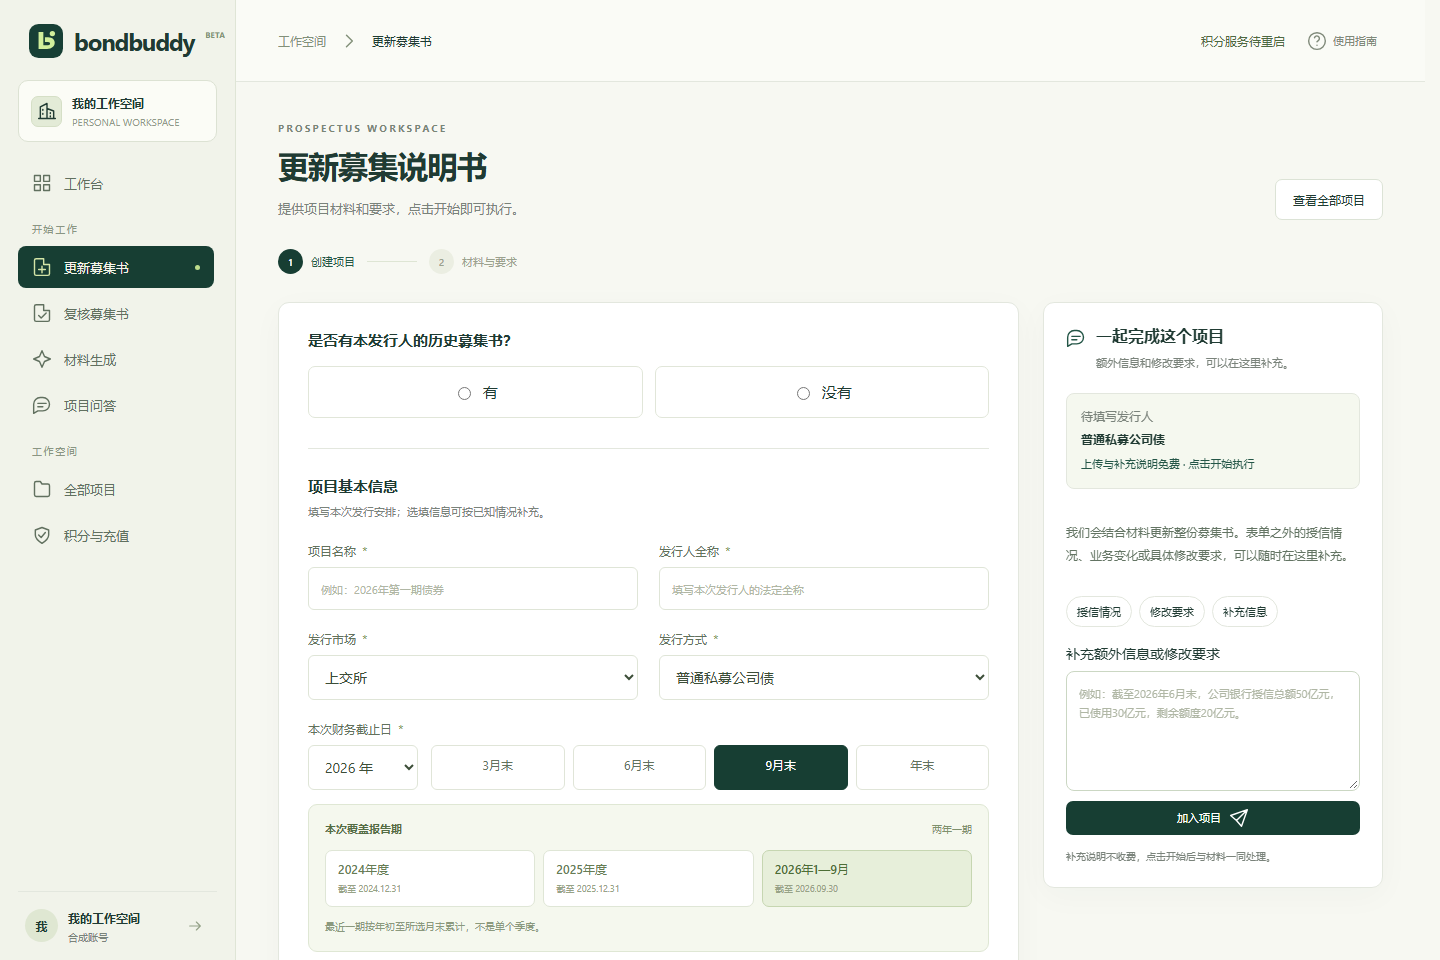 bondbuddy BETA
我的工作空间
PERSONAL WORKSPACE
工作台
开始工作
更新募集书
复核募集书
材料生成
项目问答
工作空间
全部项目
积分与充值
我 我的工作空间
合成账号
工作空间 更新募集书
积分服务待重启 使用指南
PROSPECTUS WORKSPACE
更新募集说明书
提供项目材料和要求，点击开始即可执行。
查看全部项目
1 创建项目 2 材料与要求
是否有本发行人的历史募集书？
有 没有
项目基本信息
填写本次发行安排；选填信息可按已知情况补充。
项目名称 * 发行人全称 *
例如：2026年第一期债券 填写本次发行人的法定全称
发行市场 * 发行方式 *
上交所 普通私募公司债
本次财务截止日 *
2026 年 3月末 6月末 9月末 年末
本次覆盖报告期 两年一期
2024年度 2025年度 2026年1—9月
截至 2024.12.31 截至 2025.12.31 截至 2026.09.30
最近一期按年初至所选月末累计，不是单个季度。
一起完成这个项目
额外信息和修改要求，可以在这里补充。
待填写发行人
普通私募公司债
上传与补充说明免费 · 点击开始执行
我们会结合材料更新整份募集书。表单之外的授信情
况、业务变化或具体修改要求，可以随时在这里补充。
授信情况 修改要求 补充信息
补充额外信息或修改要求
例如：截至2026年6月末，公司银行授信总额50亿元，
已使用30亿元，剩余额度20亿元。
加入项目
补充说明不收费，点击开始后与材料一同处理。